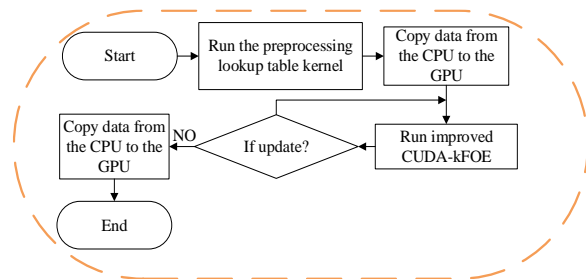 Start
Run the preprocessing
lookup table kernel
Copy data from
the CPU to the
GPU
Run improved
CUDA-kFOE
If update?
NO
Copy data from
the CPU to the
GPU
End